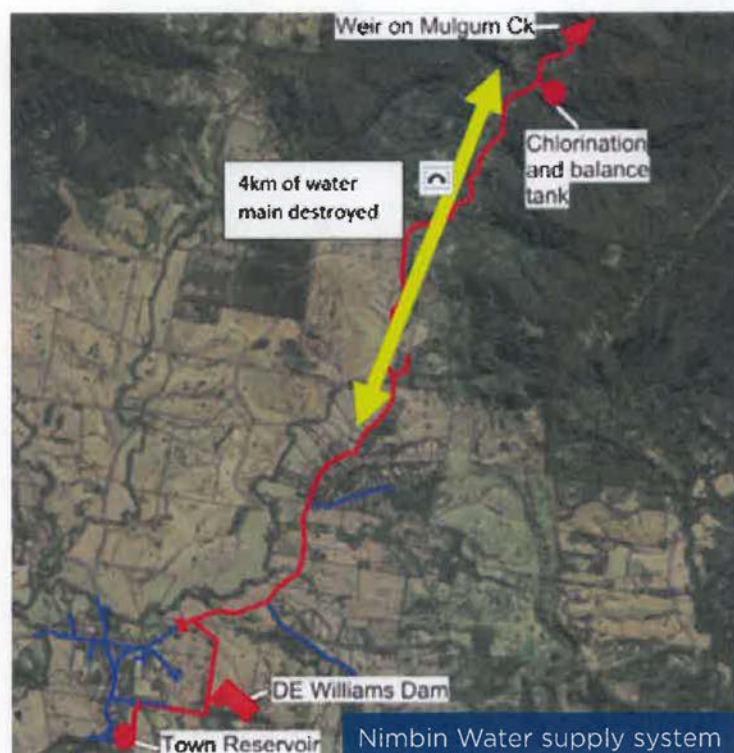 Weir on Mulgum Ck
Chlorination
and balance
tank
4km of water
main destroyed
DE Williams Dam
Town Reservoir
Nimbin Water supply system